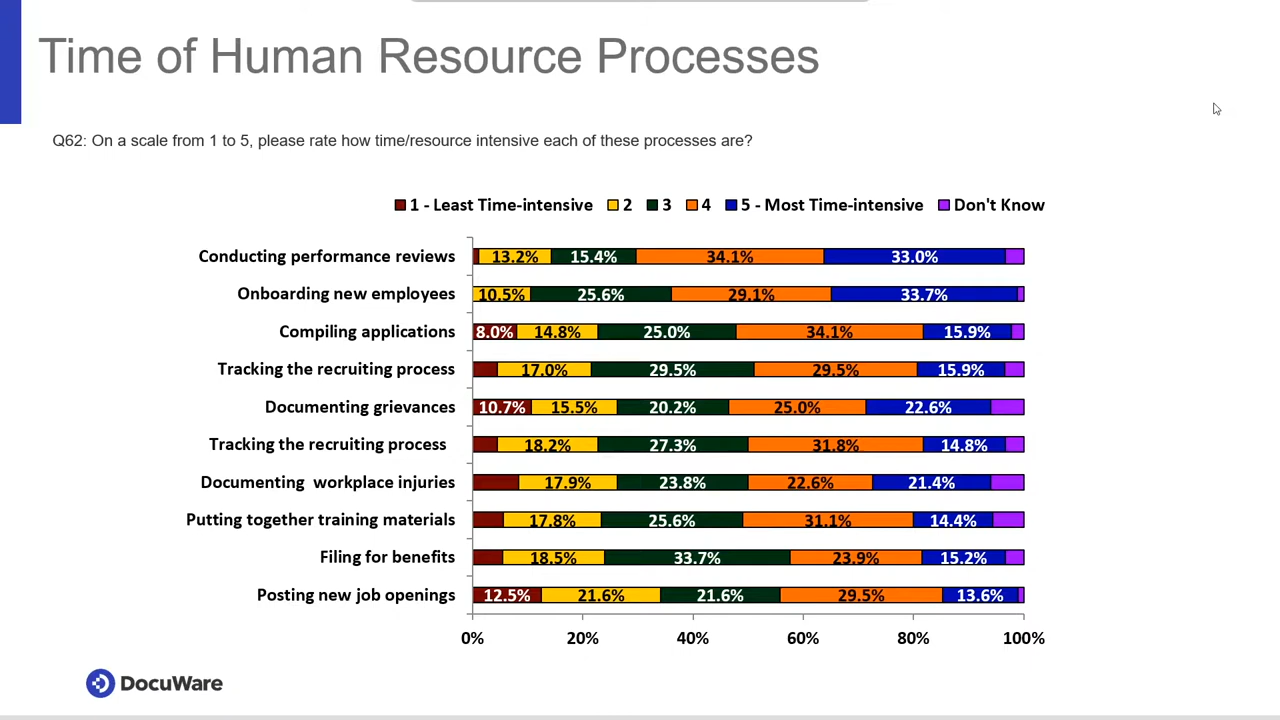 Time of Human Resource Processes
Q62: On a scale from 1 to 5, please rate how time/resource intensive each of these processes are?
1 - Least Time-intensive 2 3 4 5 - Most Time-intensive Don't Know
Conducting performance reviews 13.2% 15.4% 34.1% 33.0%
Onboarding new employees 10.5% 25.6% 29.1% 33.7%
Compiling applications 8.0% 14.8% 25.0% 34.1% 15.9%
Tracking the recruiting process 17.0% 29.5% 29.5% 15.9%
Documenting grievances 10.7% 15.5% 20.2% 25.0% 22.6%
Tracking the recruiting process 18.2% 27.3% 31.8% 14.8%
Documenting workplace injuries 17.9% 23.8% 22.6% 21.4%
Putting together training materials 17.8% 25.6% 31.1% 14.4%
Filing for benefits 18.5% 33.7% 23.9% 15.2%
Posting new job openings 12.5% 21.6% 21.6% 29.5% 13.6%
0% 20% 40% 60% 80% 100%
DocuWare